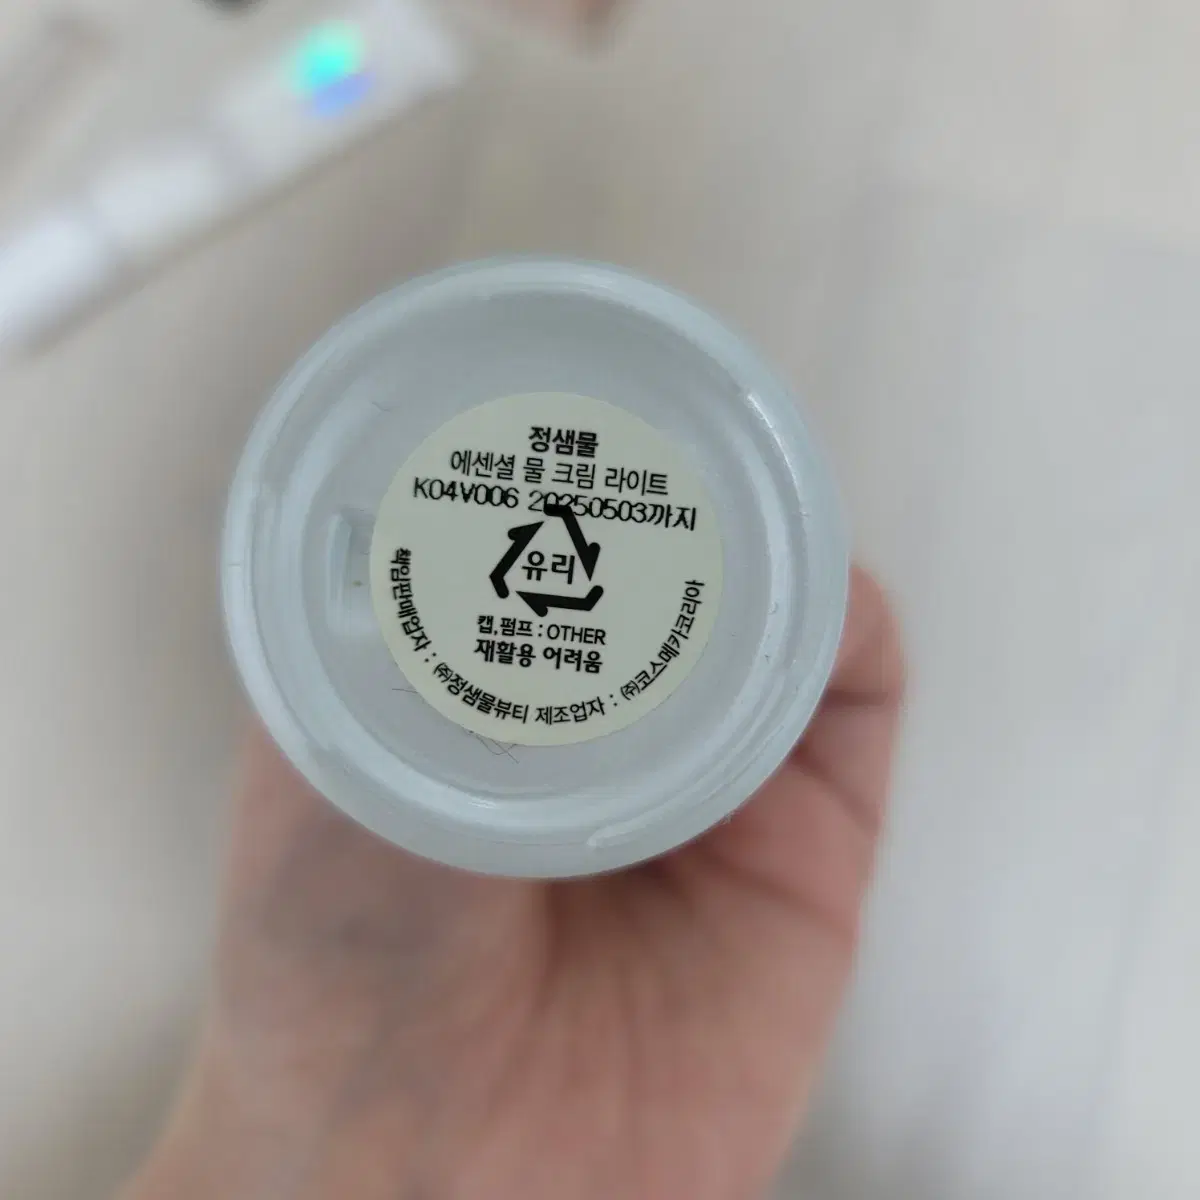 정샘물
에센셜 물 크림 라이트
K04V006 20250503까지
유리
캡,펌프 : OTHER
재활용 어려움
책임판매업자 : ㈜정샘물뷰티 제조업자 : ㈜코스메카코리아